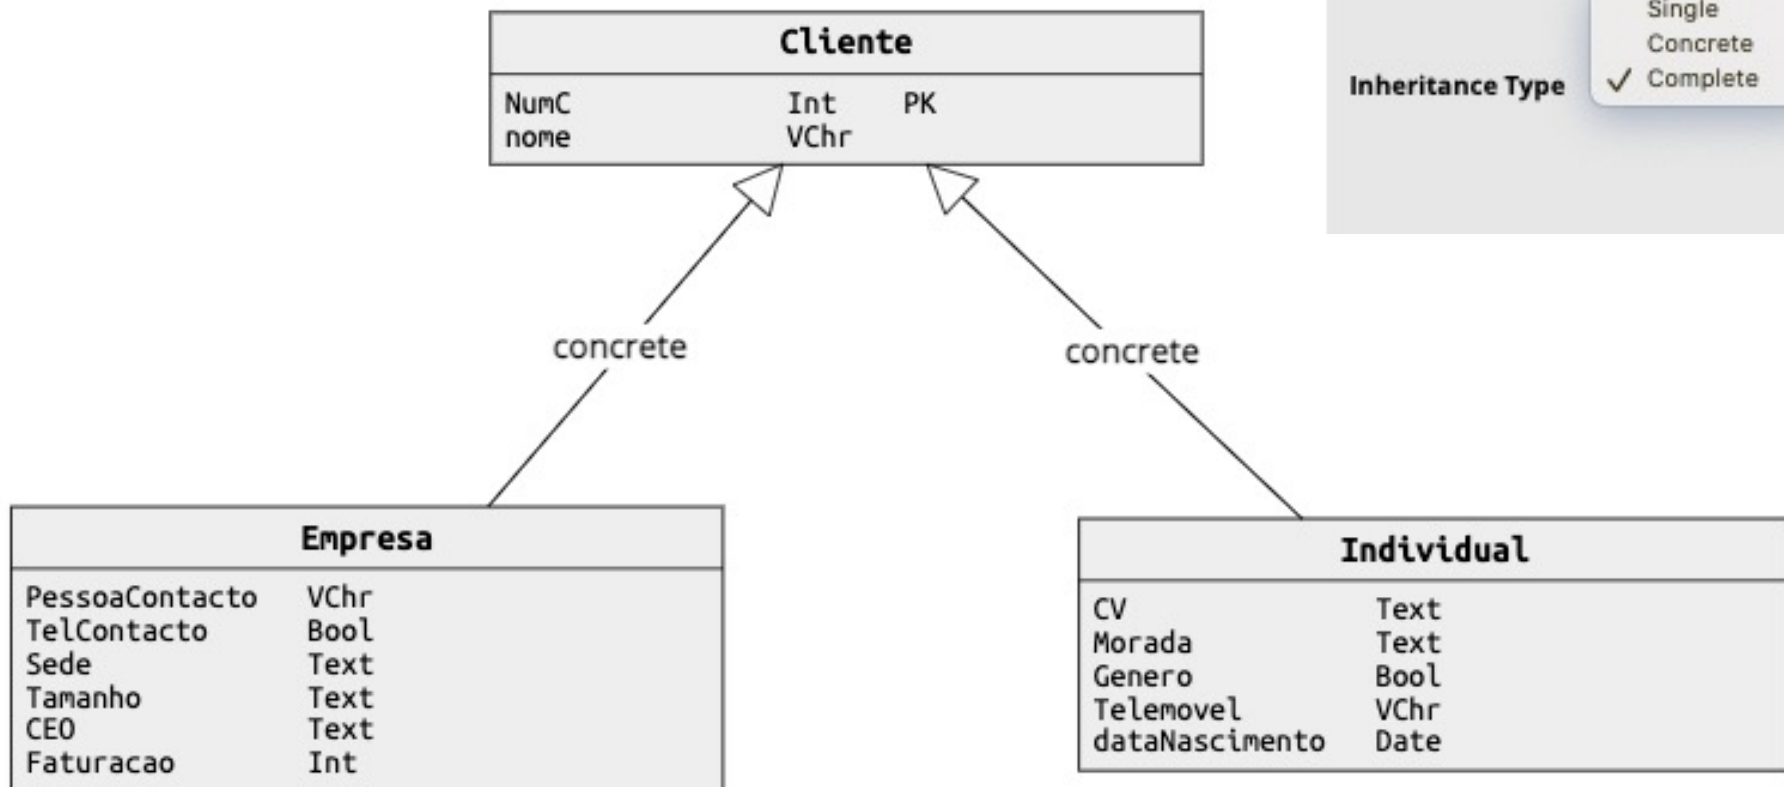 Cliente
NumC Int PK
nome VChr
Single
Concrete
Inheritance Type ✓ Complete
concrete
concrete
Empresa
PessoaContacto VChr
TelContacto Bool
Sede Text
Tamanho Text
CEO Text
Faturacao Int
Individual
CV Text
Morada Text
Genero Bool
Telemovel VChr
dataNascimento Date